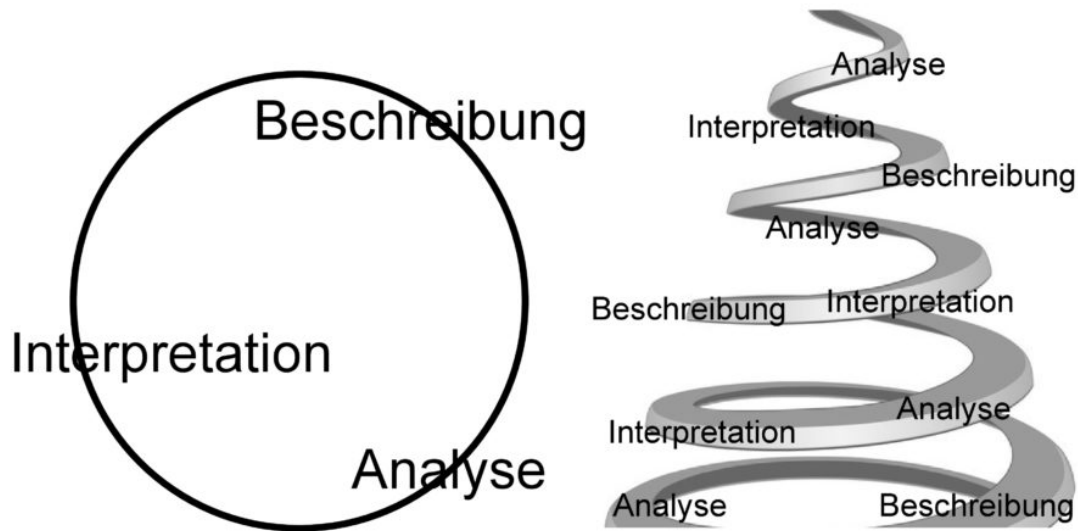 Beschreibung
Interpretation
Analyse
Analyse
Interpretation
Beschreibung
Analyse
Beschreibung
Interpretation
Analyse
Interpretation
Analyse
Beschreibung